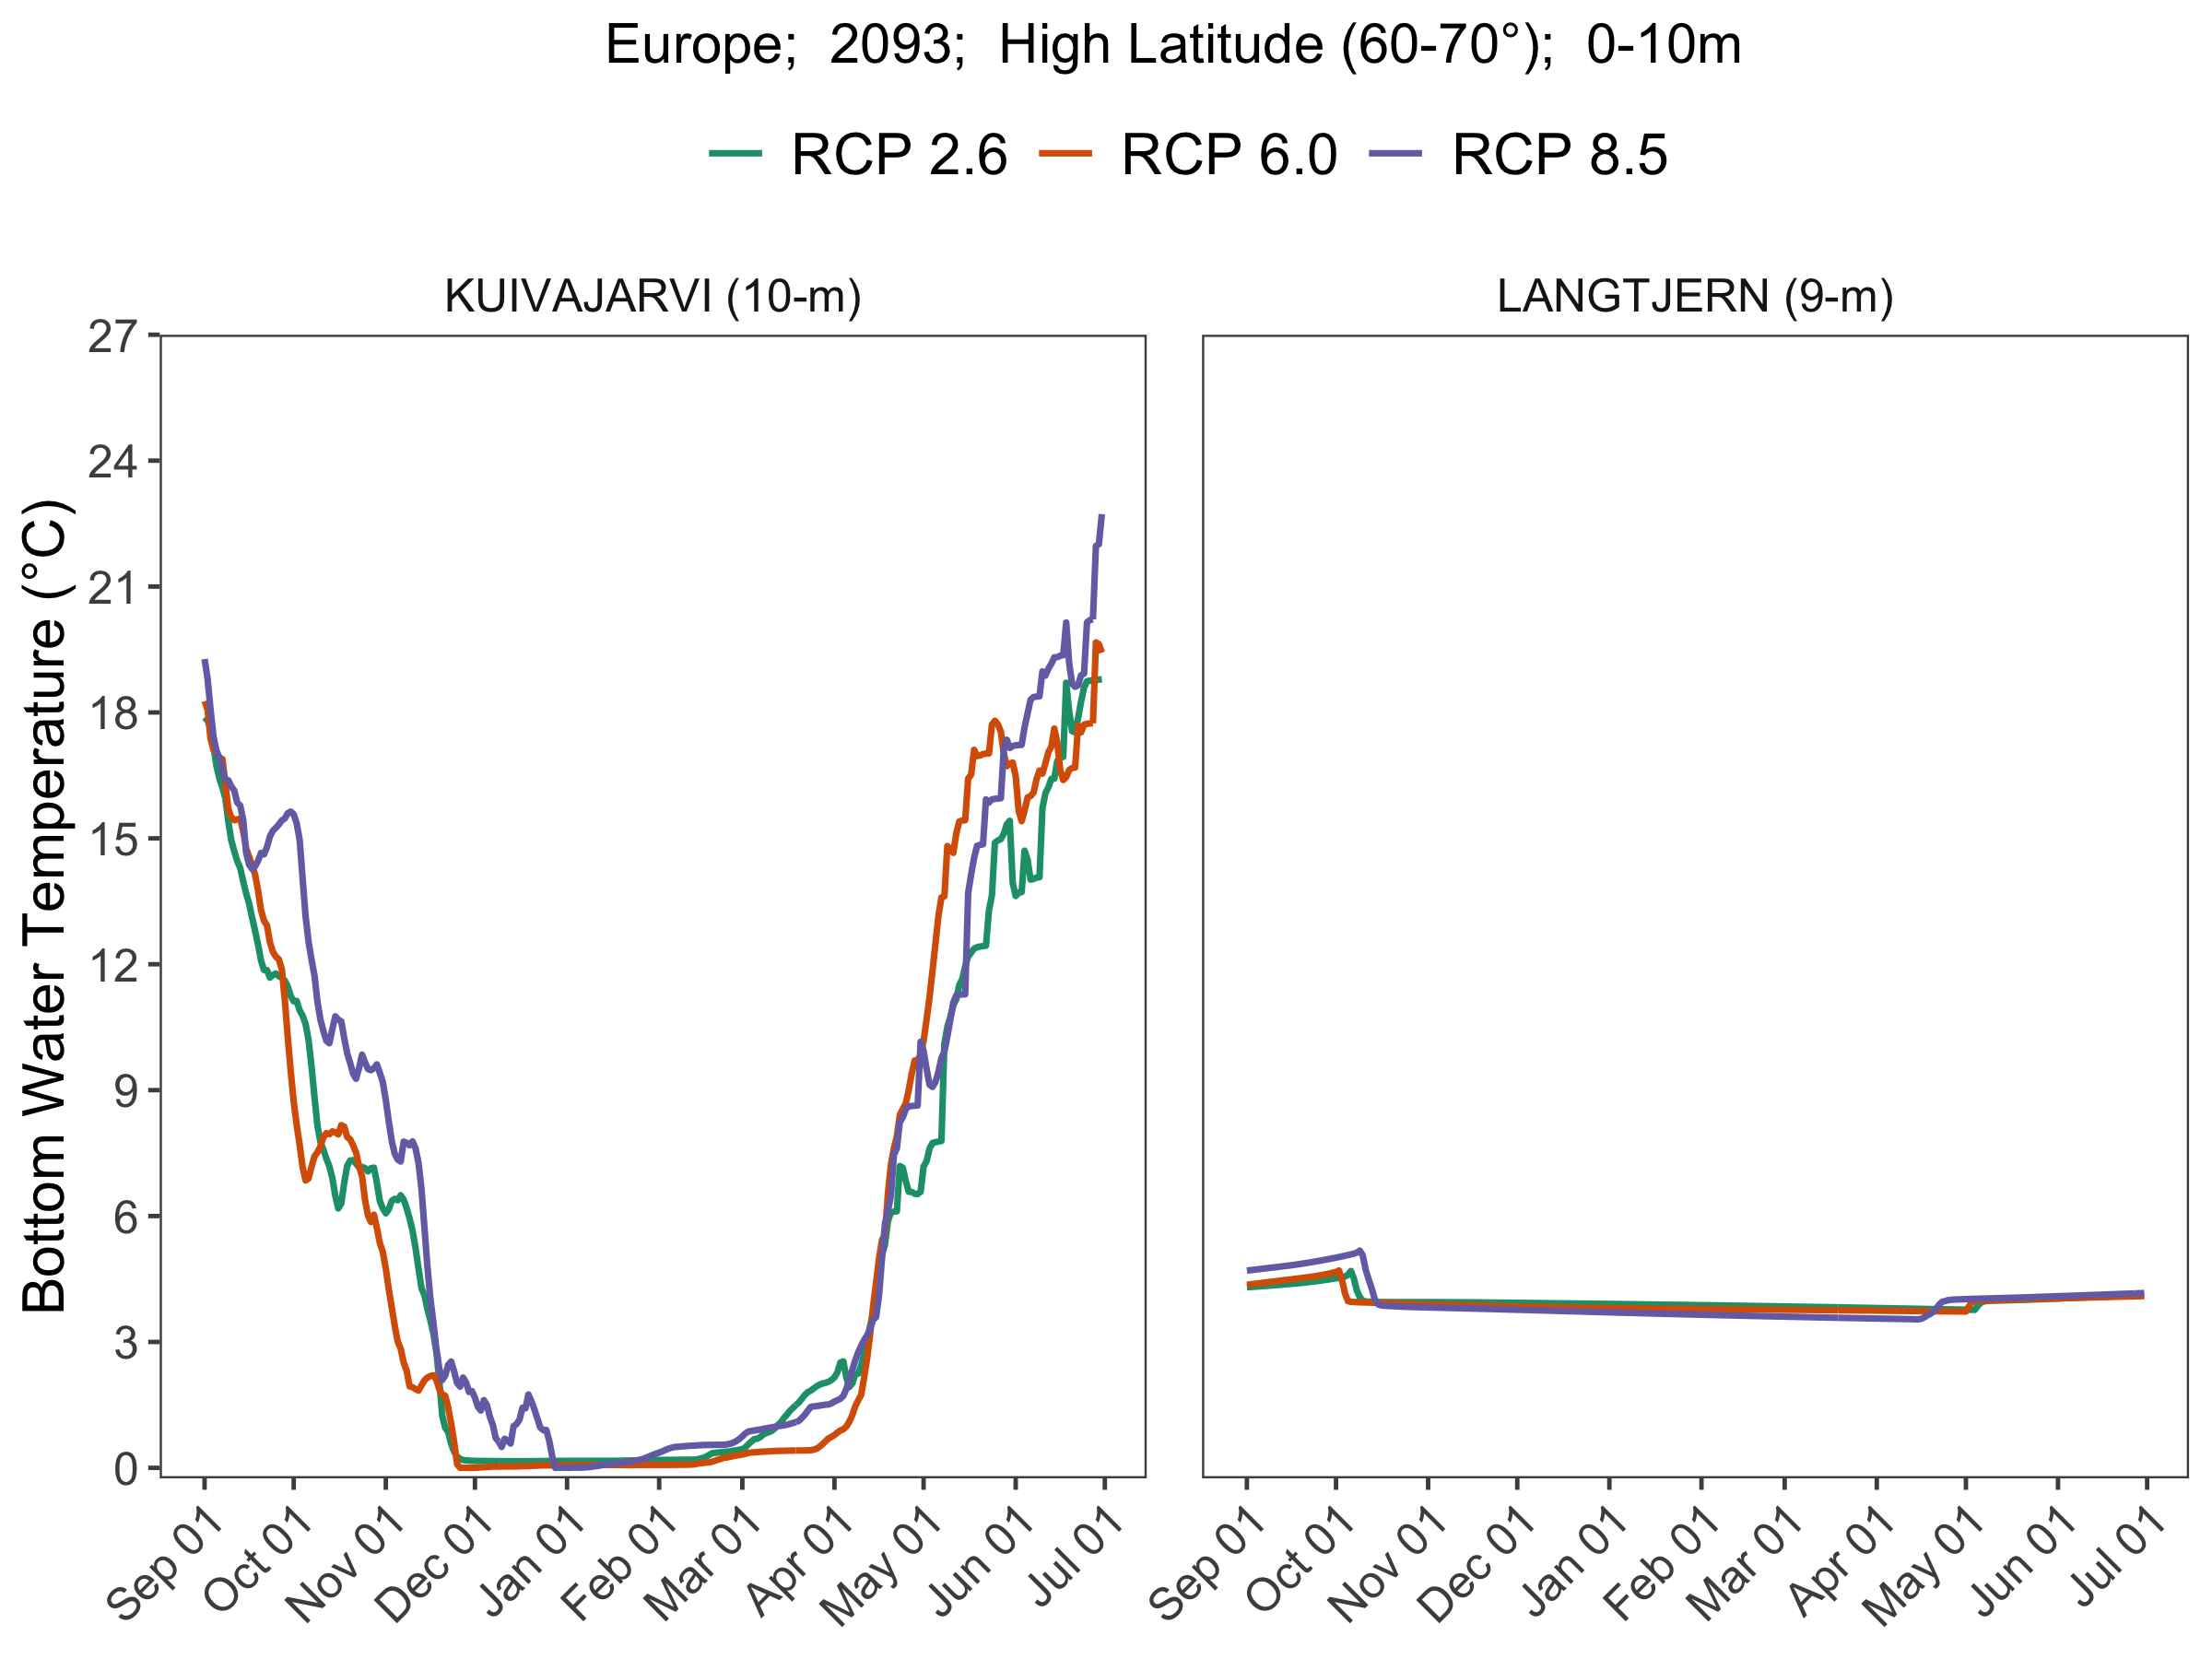 Europe;  2093;  High Latitude (60-70°);  0-10m
RCP 2.6 RCP 6.0 RCP 8.5
KUIVAJARVI (10-m)
LANGTJERN (9-m)
Bottom Water Temperature (°C)
27
24
21
18
15
12
9
6
3
0
Sep 01
Oct 01
Nov 01
Dec 01
Jan 01
Feb 01
Mar 01
Apr 01
May 01
Jun 01
Jul 01
Sep 01
Oct 01
Nov 01
Dec 01
Jan 01
Feb 01
Mar 01
Apr 01
May 01
Jun 01
Jul 01